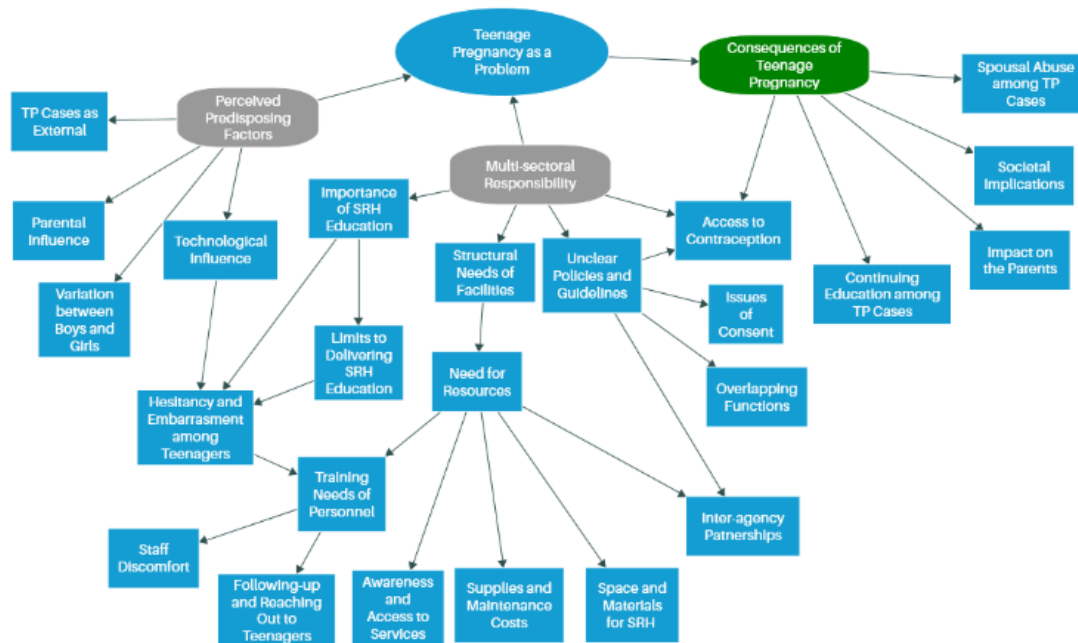 Teenage
Pregnancy as a
Problem
Consequences of
Teenage
Pregnancy
Spousal Abuse
among TP
Cases
Perceived
Predisposing
Factors
TP Cases as
External
Multi-sectoral
Responsibility
Societal
Implications
Importance
of SRH
Education
Parental
Influence
Technological
Influence
Structural
Needs of
Facilities
Unclear
Policies and
Guidelines
Access to
Contraception
Impact on
the Parents
Continuing
Education among
TP Cases
Variation
between
Boys and
Girls
Issues
of
Consent
Limits to
Delivering
SRH
Education
Need for
Resources
Overlapping
Functions
Hesitancy and
Embarrasment
among
Teenagers
Training
Needs of
Personnel
Inter-agency
Patnerships
Staff
Discomfort
Following-up
and Reaching
Out to
Teenagers
Awareness
and
Access to
Services
Supplies and
Maintenance
Costs
Space and
Materials
for SRH